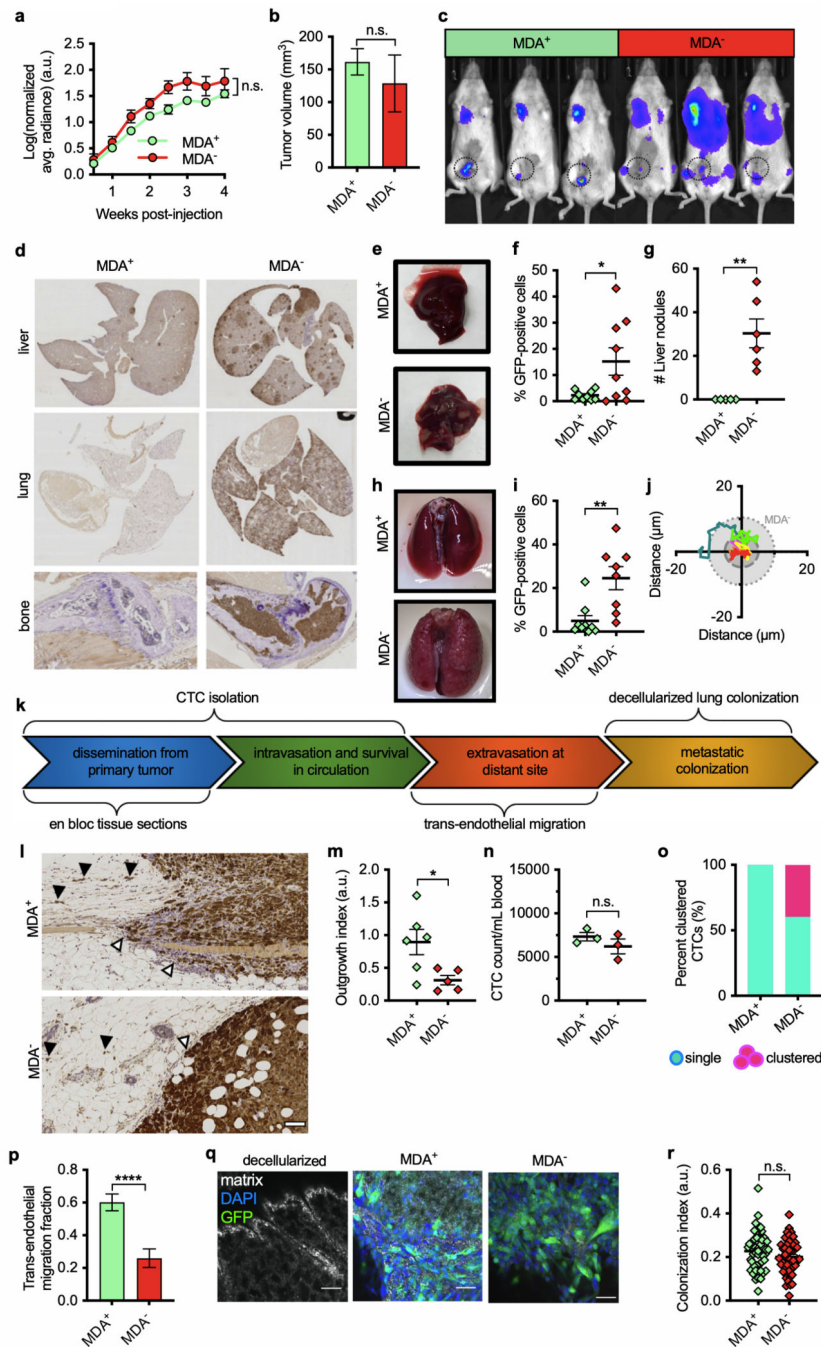 a
2.5
2.0
1.5
1.0
0.5
0.0
Log(normalized
avg. radiance) (a.u.)
n.s.
MDA+
MDA-
1
2
3
4
Weeks post-injection
b
n.s.
200
150
100
50
0
Tumor volume (mm³)
MDA+
MDA-
c
MDA+
MDA-
d
MDA+
MDA-
liver
lung
bone
e
MDA+
MDA-
f
*
50
40
30
20
10
0
% GFP-positive cells
MDA+
MDA-
g
**
60
40
20
0
# Liver nodules
MDA+
MDA-
h
MDA+
MDA-
i
**
60
40
20
0
% GFP-positive cells
MDA+
MDA-
j
20
MDA-
-20
20
-20
Distance (µm)
Distance (µm)
k
CTC isolation
decellularized lung colonization
dissemination from
primary tumor
intravasation and survival
in circulation
extravasation at
distant site
metastatic
colonization
en bloc tissue sections
trans-endothelial migration
l
MDA+
MDA-
m
*
2.0
1.5
1.0
0.5
0.0
Outgrowth index (a.u.)
MDA+
MDA-
n
n.s.
15000
12500
10000
7500
5000
2500
0
CTC count/mL blood
MDA+
MDA-
o
100
50
0
Percent clustered
CTCs (%)
MDA+
MDA-
single
clustered
p
****
0.8
0.6
0.4
0.2
0.0
Trans-endothelial
migration fraction
MDA+
MDA-
q
decellularized
MDA+
MDA-
matrix
DAPI
GFP
r
n.s.
0.6
0.4
0.2
0.0
Colonization index (a.u.)
MDA+
MDA-